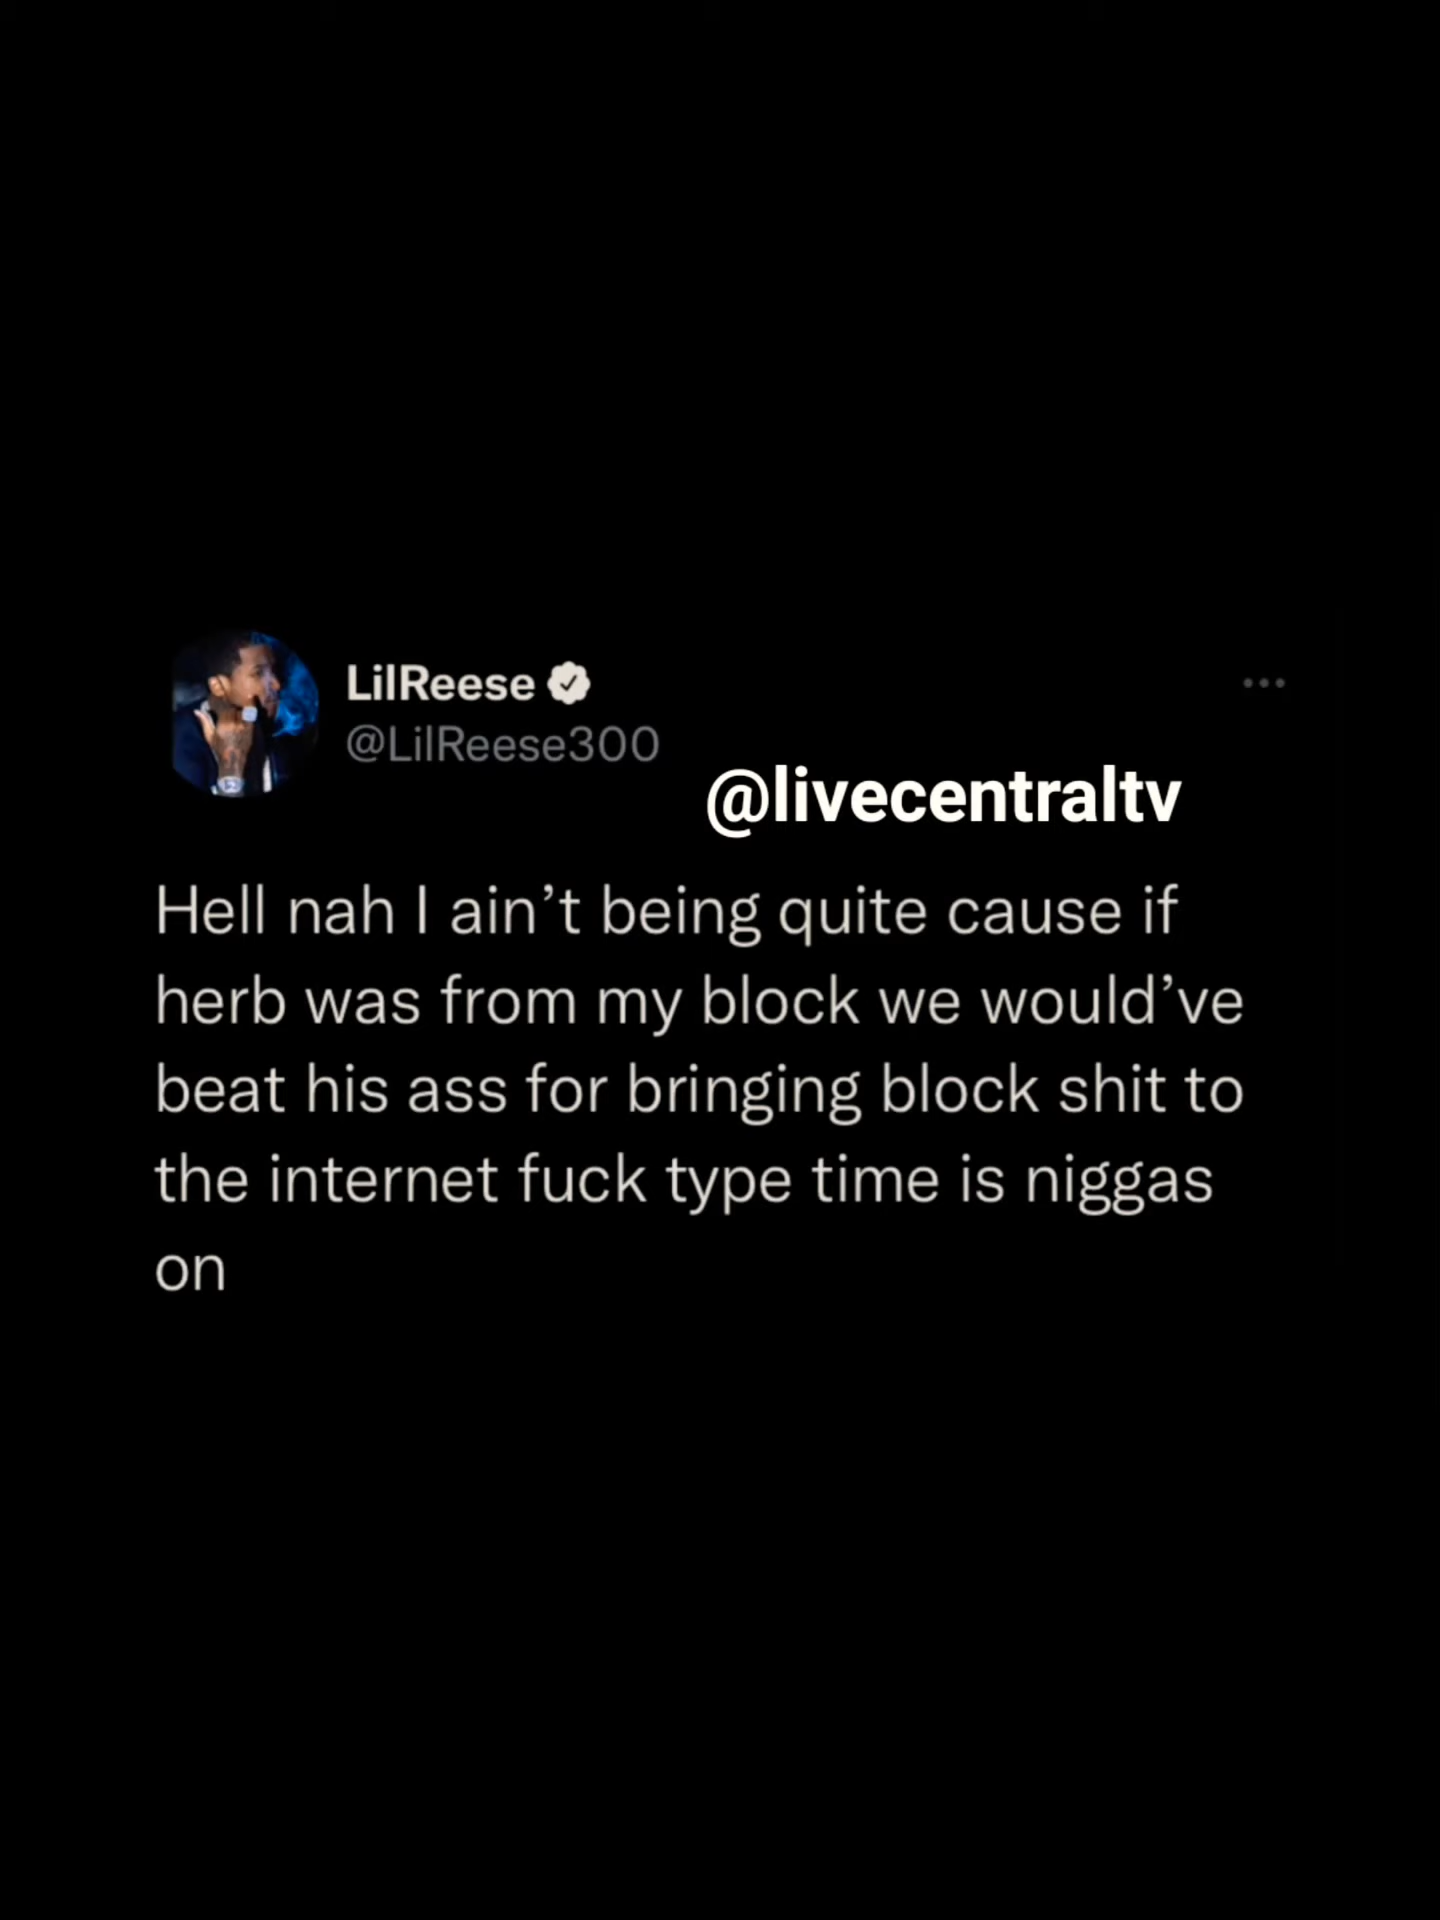 LilReese
@LilReese300
@livecentraltv
Hell nah I ain’t being quite cause if
herb was from my block we would’ve
beat his ass for bringing block shit to
the internet fuck type time is niggas
on